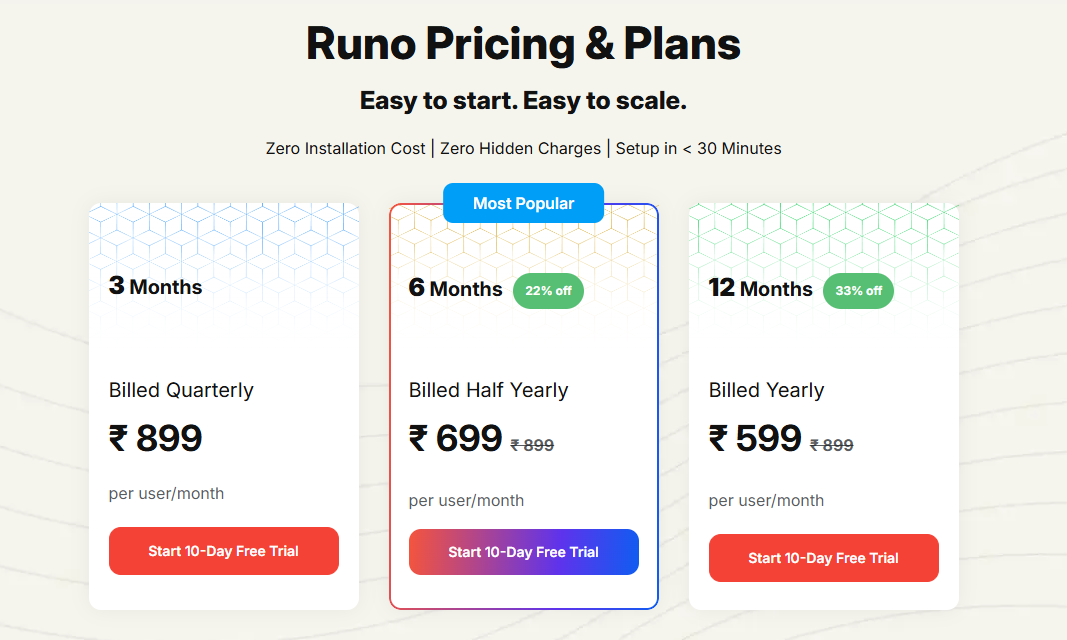 Runo Pricing & Plans
Easy to start. Easy to scale.
Zero Installation Cost | Zero Hidden Charges | Setup in < 30 Minutes
3 Months
Billed Quarterly
₹ 899
per user/month
Start 10-Day Free Trial
Most Popular
6 Months 22% off
Billed Half Yearly
₹ 699 ₹ 899
per user/month
Start 10-Day Free Trial
12 Months 33% off
Billed Yearly
₹ 599 ₹ 899
per user/month
Start 10-Day Free Trial